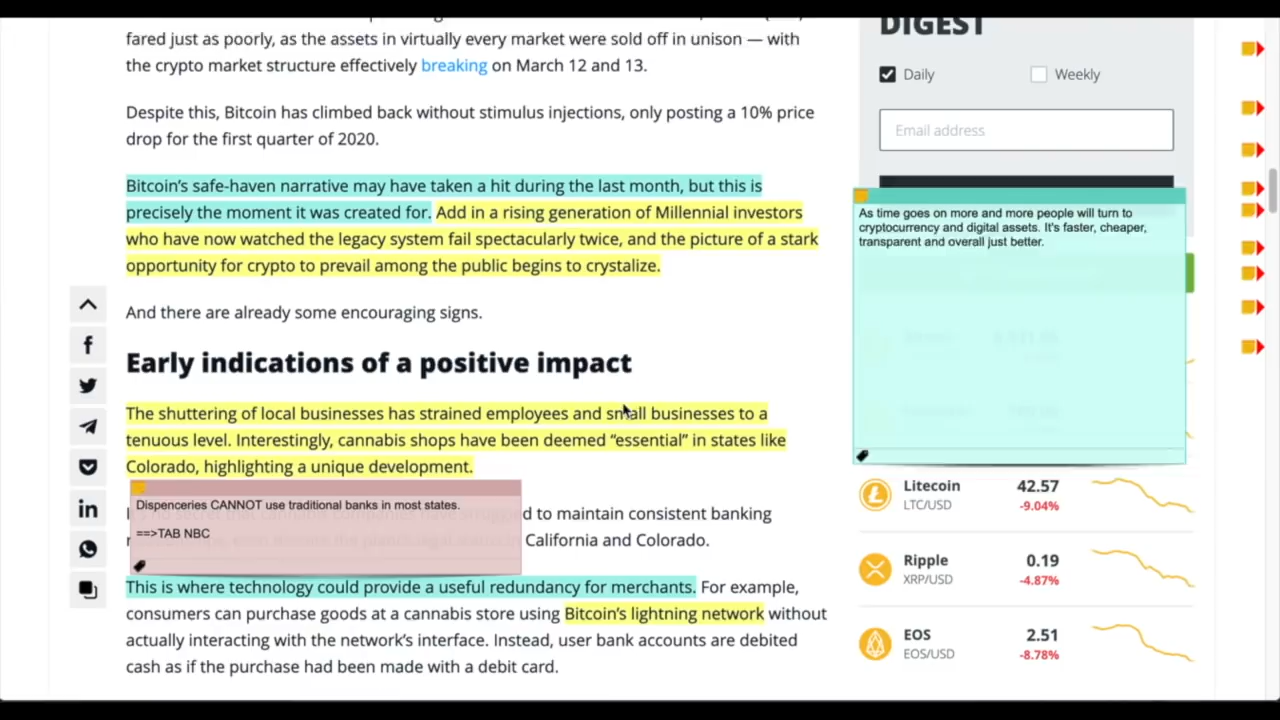 fared just as poorly, as the assets in virtually every market were sold off in unison — with
the crypto market structure effectively breaking on March 12 and 13.
Despite this, Bitcoin has climbed back without stimulus injections, only posting a 10% price
drop for the first quarter of 2020.
Bitcoin’s safe-haven narrative may have taken a hit during the last month, but this is
precisely the moment it was created for. Add in a rising generation of Millennial investors
who have now watched the legacy system fail spectacularly twice, and the picture of a stark
opportunity for crypto to prevail among the public begins to crystalize.
And there are already some encouraging signs.
Early indications of a positive impact
The shuttering of local businesses has strained employees and small businesses to a
tenuous level. Interestingly, cannabis shops have been deemed “essential” in states like
Colorado, highlighting a unique development.
Dispenceries CANNOT use traditional banks in most states.
==>TAB NBC
d to maintain consistent banking
California and Colorado.
This is where technology could provide a useful redundancy for merchants. For example,
consumers can purchase goods at a cannabis store using Bitcoin’s lightning network without
actually interacting with the network’s interface. Instead, user bank accounts are debited
cash as if the purchase had been made with a debit card.
DIGEST
Daily
Weekly
Email address
As time goes on more and more people will turn to
cryptocurrency and digital assets. It's faster, cheaper,
transparent and overall just better.
Litecoin 42.57
LTC/USD -9.04%
Ripple 0.19
XRP/USD -4.87%
EOS 2.51
EOS/USD -8.78%